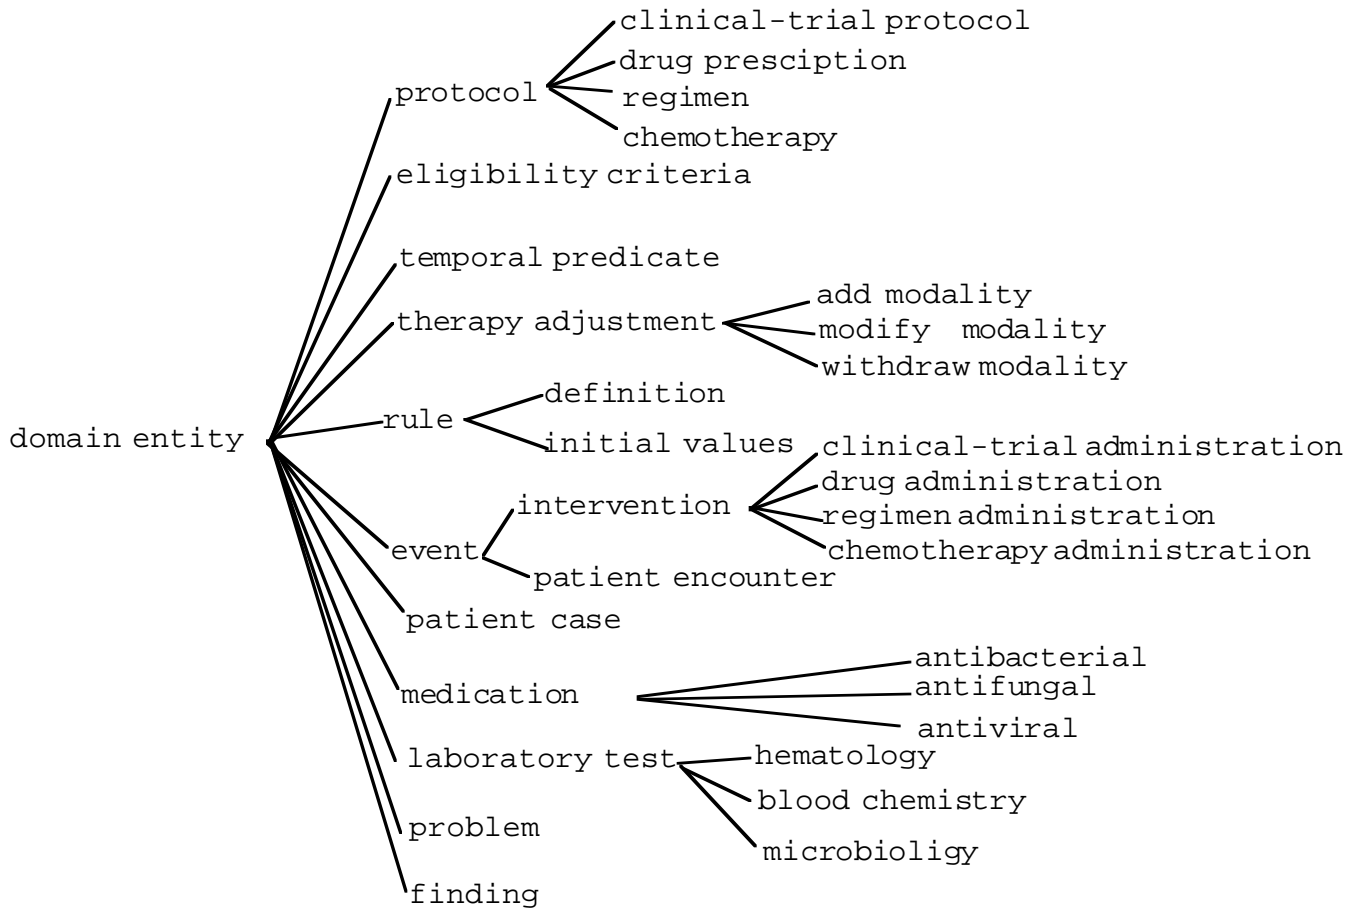 clinical-trial protocol
drug presciption
protocol
regimen
chemotherapy
eligibility criteria
temporal predicate
add modality
therapy adjustment
modify modality
withdraw modality
definition
rule
domain entity
initial values
clinical-trial administration
drug administration
intervention
regimen administration
event
chemotherapy administration
patient encounter
patient case
antibacterial
medication
antifungal
antiviral
laboratory test
hematology
blood chemistry
problem
microbioligy
finding